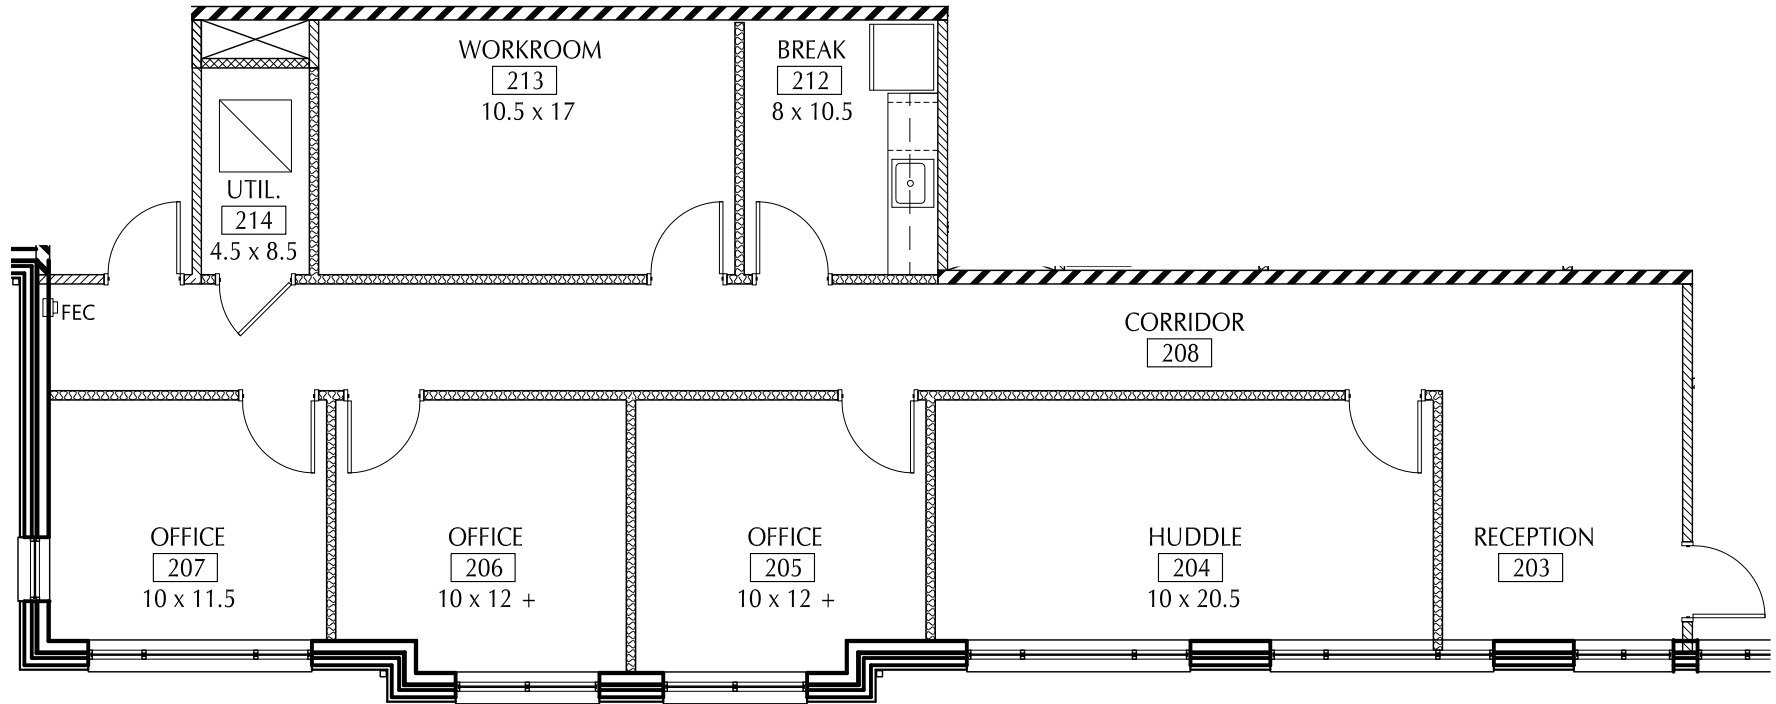 WORKROOM
213
10.5 x 17
BREAK
212
8 x 10.5
UTIL.
214
4.5 x 8.5
FEC
CORRIDOR
208
OFFICE
207
10 x 11.5
OFFICE
206
10 x 12 +
OFFICE
205
10 x 12 +
HUDDLE
204
10 x 20.5
RECEPTION
203